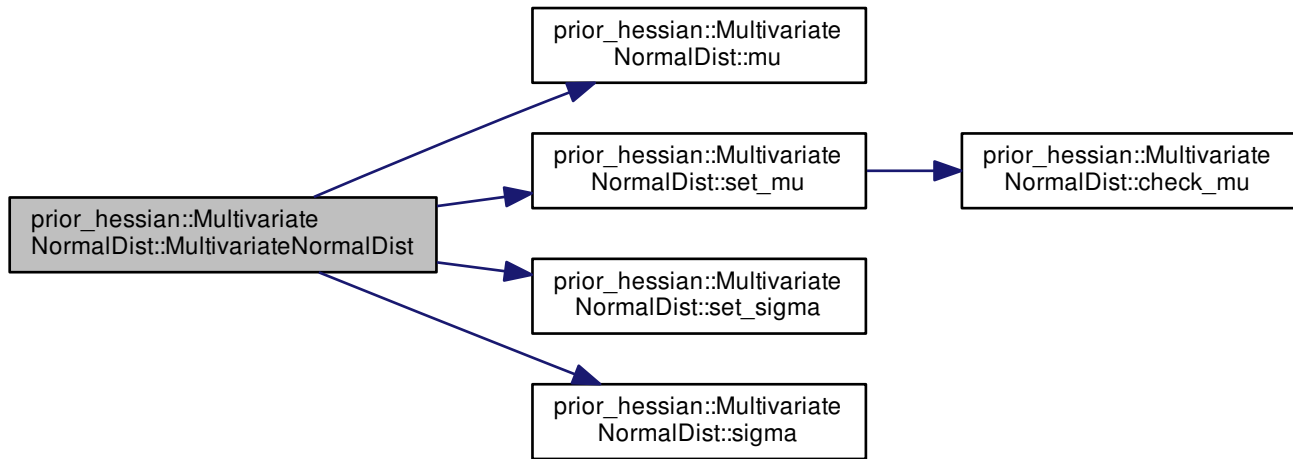 prior_hessian::Multivariate
NormalDist::MultivariateNormalDist
prior_hessian::Multivariate
NormalDist::mu
prior_hessian::Multivariate
NormalDist::set_mu
prior_hessian::Multivariate
NormalDist::check_mu
prior_hessian::Multivariate
NormalDist::set_sigma
prior_hessian::Multivariate
NormalDist::sigma